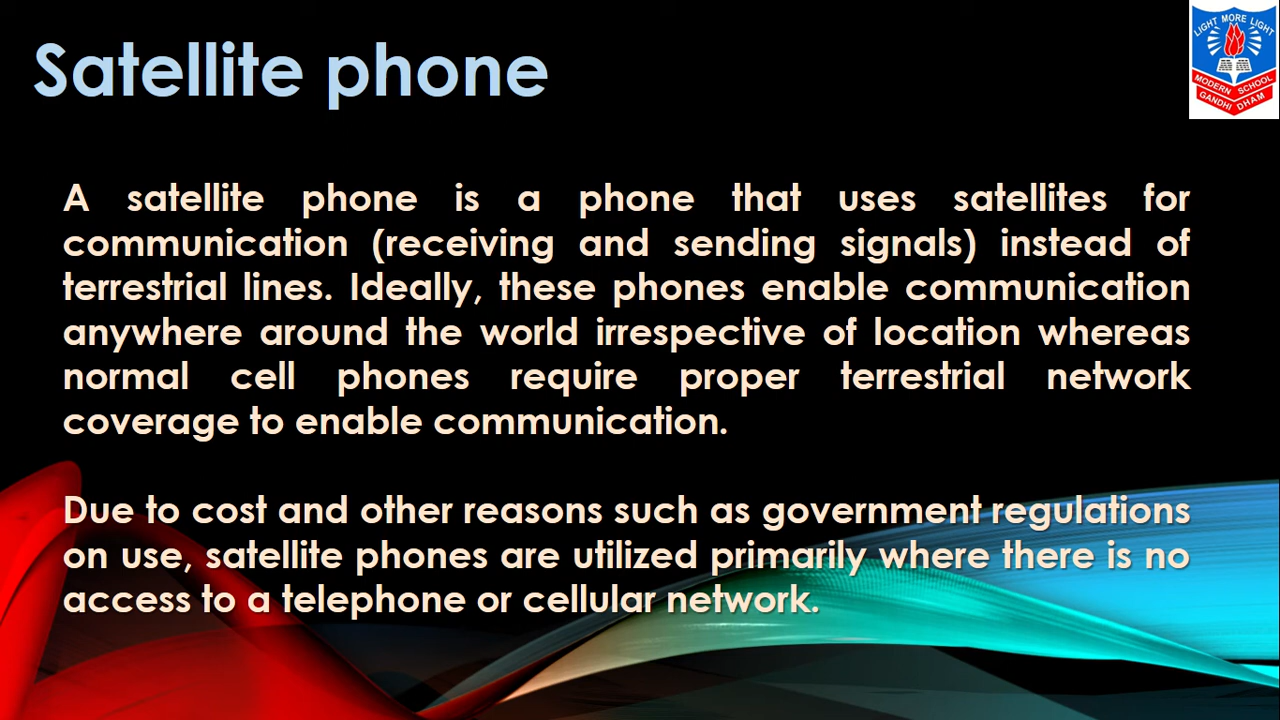 Satellite phone
LIGHT MORE LIGHT
MODERN SCHOOL
GANDHI DHAM
A satellite phone is a phone that uses satellites for
communication (receiving and sending signals) instead of
terrestrial lines. Ideally, these phones enable communication
anywhere around the world irrespective of location whereas
normal cell phones require proper terrestrial network
coverage to enable communication.
Due to cost and other reasons such as government regulations
on use, satellite phones are utilized primarily where there is no
access to a telephone or cellular network.